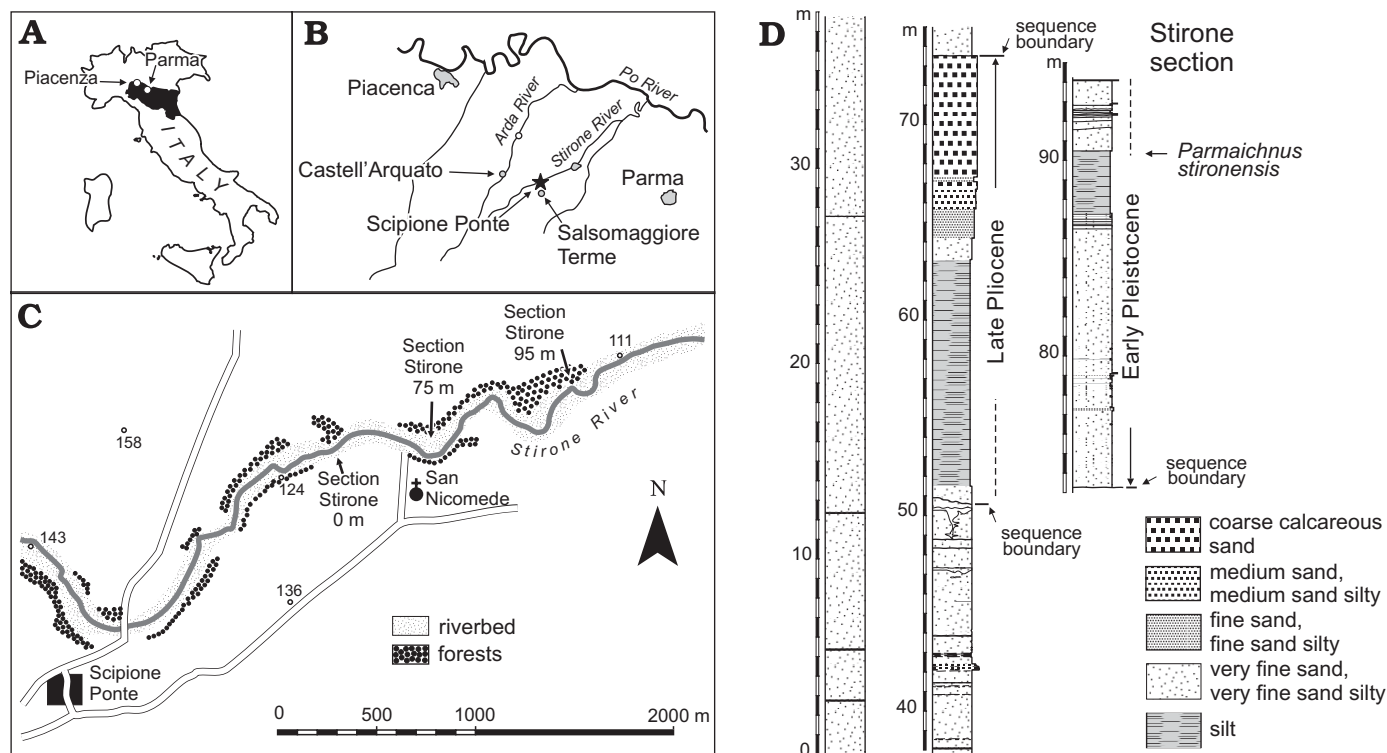 A
Piacenza
Parma
ITALY
B
Piacenca
Po River
Arda River
Stirone River
Castell'Arquato
Parma
Scipione Ponte
Salsomaggiore
Terme
C
Section
Stirone
95 m
111
Section
Stirone
75 m
Stirone River
158
Section
Stirone
0 m
124
San
Nicomede
N
143
136
riverbed
forests
Scipione
Ponte
0 500 1000 2000 m
D
m
30
20
10
0
m
70
60
50
40
sequence
boundary
Late Pliocene
sequence
boundary
Stirone
section
m
90
80
Parmaichnus
stironensis
Early Pleistocene
sequence
boundary
coarse calcareous
sand
medium sand,
medium sand silty
fine sand,
fine sand silty
very fine sand,
very fine sand silty
silt